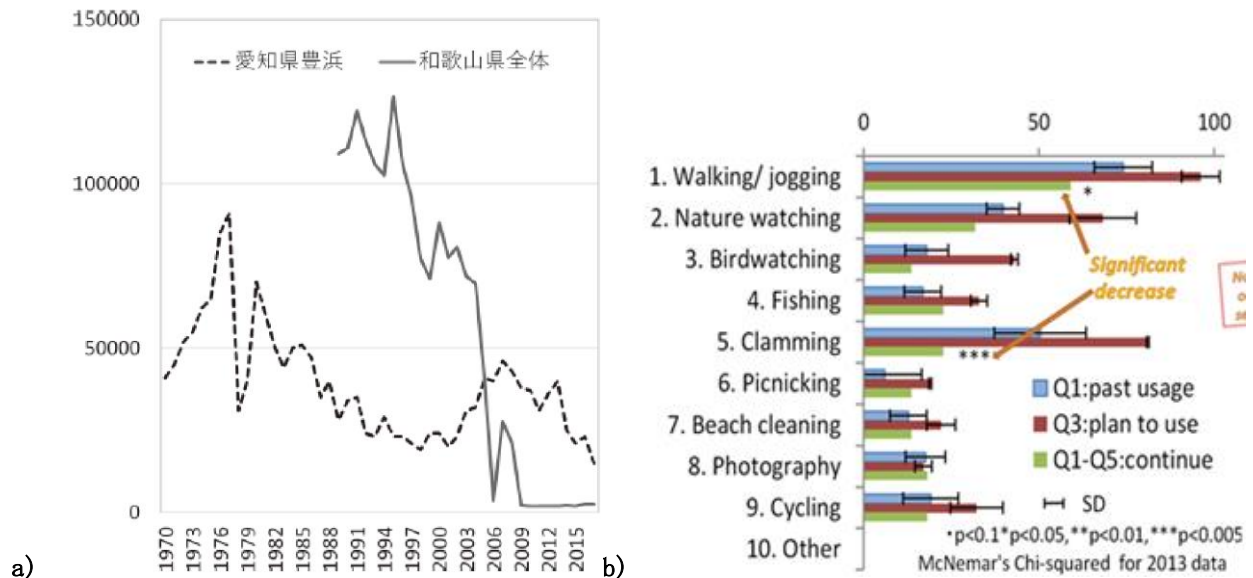 150000
愛知県豊浜 和歌山県全体
100000
50000
0
1970 1973 1976 1979 1982 1985 1988 1991 1994 1997 2000 2003 2006 2009 2012 2015
a)
0 50 100
1. Walking/ jogging
*
2. Nature watching
3. Birdwatching
Significant
decrease
4. Fishing
5. Clamming
***
6. Picnicking
Q1:past usage
7. Beach cleaning
Q3:plan to use
8. Photography
Q1-Q5:continue
9. Cycling
SD
10. Other
•p<0.1*p<0.05,**p<0.01,***p<0.005
McNemar's Chi-squared for 2013 data
b)